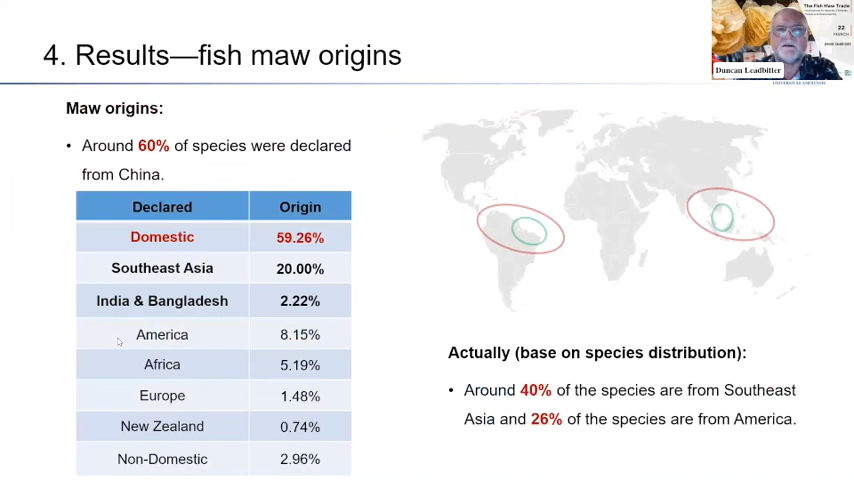 4. Results—fish maw origins
The Fish Maw Trade
22
MARCH
Duncan Leadbitter
Maw origins:
• Around 60% of species were declared
from China.
Declared Origin
Domestic 59.26%
Southeast Asia 20.00%
India & Bangladesh 2.22%
America 8.15%
Africa 5.19%
Europe 1.48%
New Zealand 0.74%
Non-Domestic 2.96%
Actually (base on species distribution):
• Around 40% of the species are from Southeast
Asia and 26% of the species are from America.